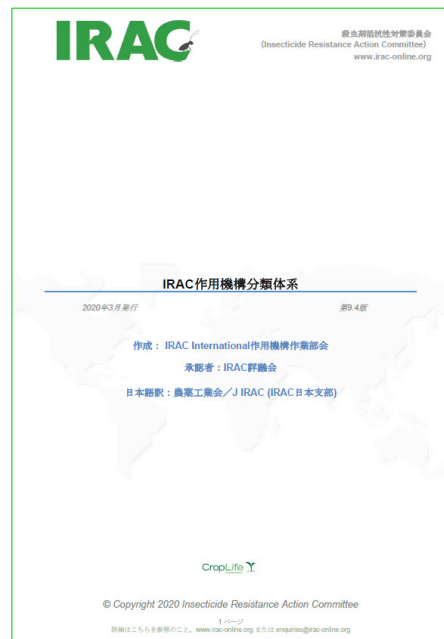 IRAC
殺虫剤抵抗性対策委員会
(Insecticide Resistance Action Committee)
www.irac-online.org
IRAC作用機構分類体系
2020年3月発行
第9.4版
作成： IRAC International作用機構作業部会
承認者：IRAC評議会
日本語訳：農薬工業会／J IRAC (IRAC日本支部)
CropLife
© Copyright 2020 Insecticide Resistance Action Committee
1 ページ
詳細はこちらを参照のこと。www.irac-online.org または enquiries@irac-online.org